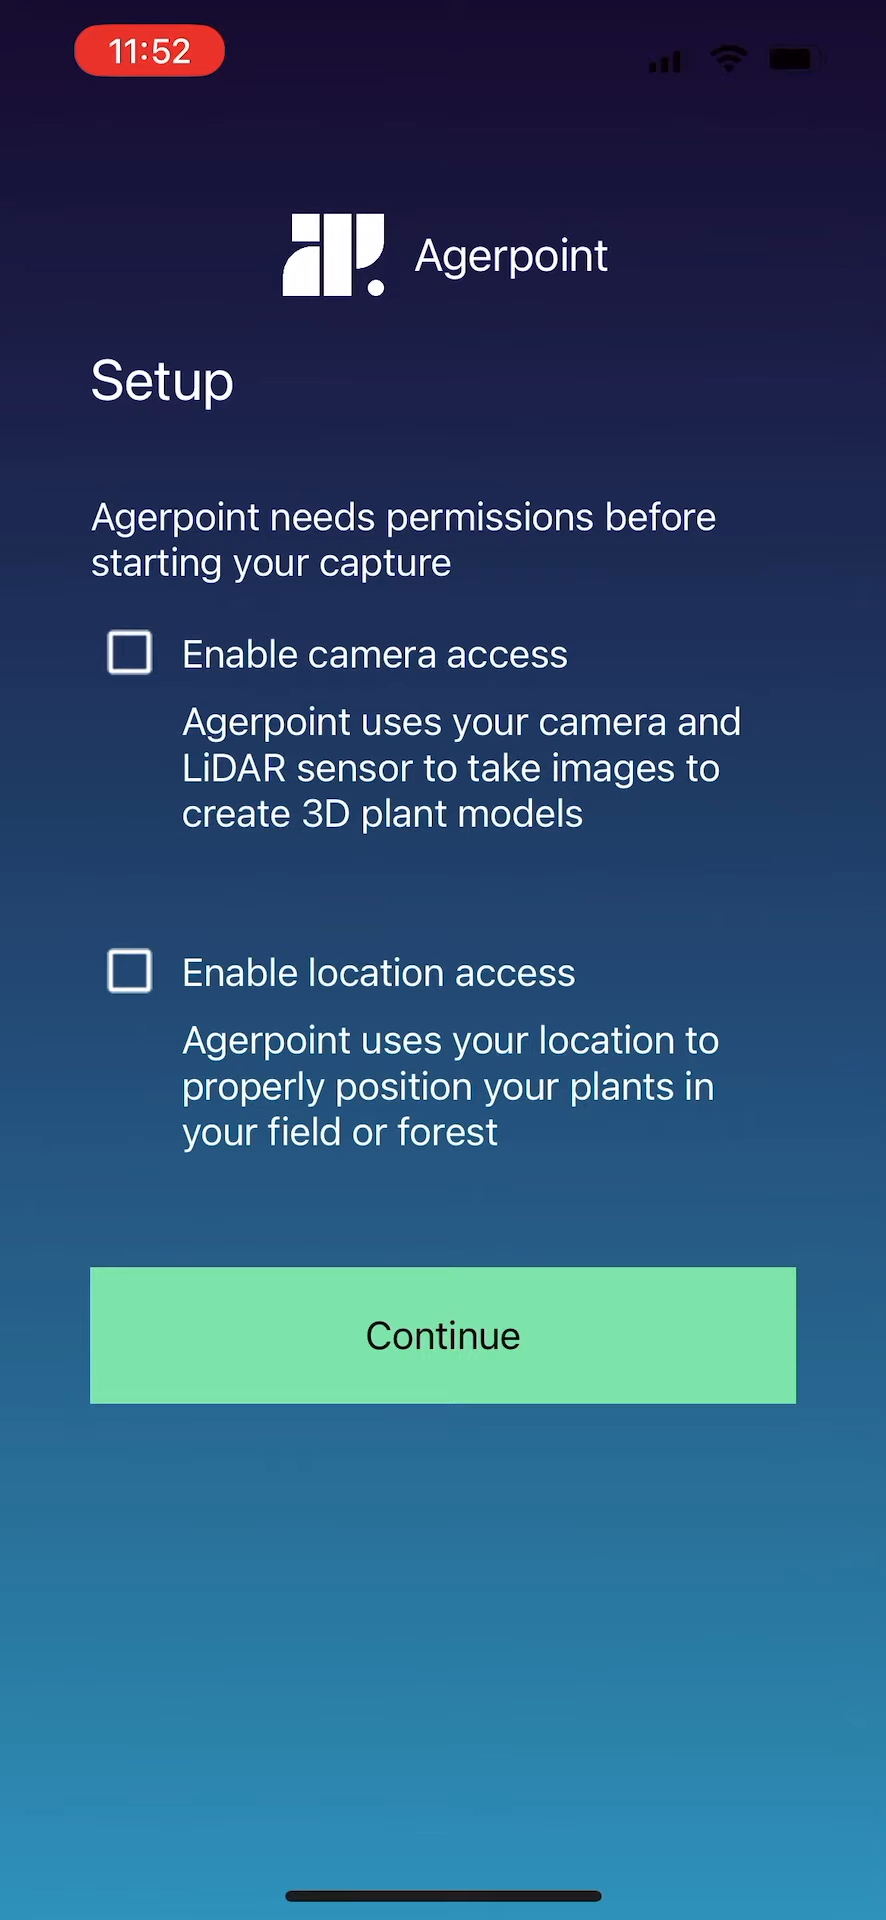 11:52
Agerpoint
Setup
Agerpoint needs permissions before
starting your capture
Enable camera access
Agerpoint uses your camera and
LiDAR sensor to take images to
create 3D plant models
Enable location access
Agerpoint uses your location to
properly position your plants in
your field or forest
Continue